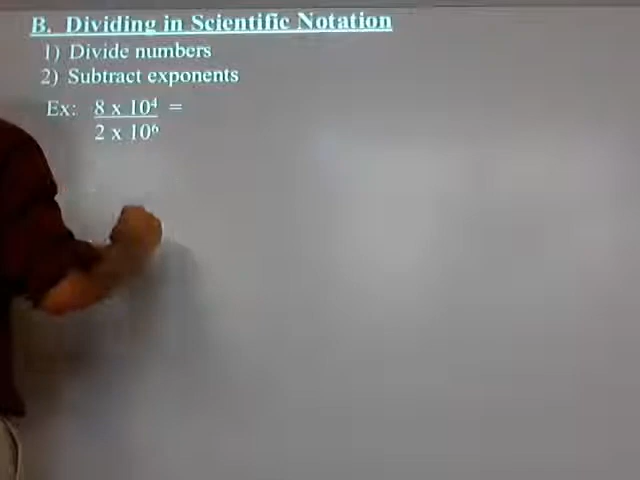 B. Dividing in Scientific Notation
1) Divide numbers
2) Subtract exponents
Ex: 8 x 10⁴ =
2 x 10⁶